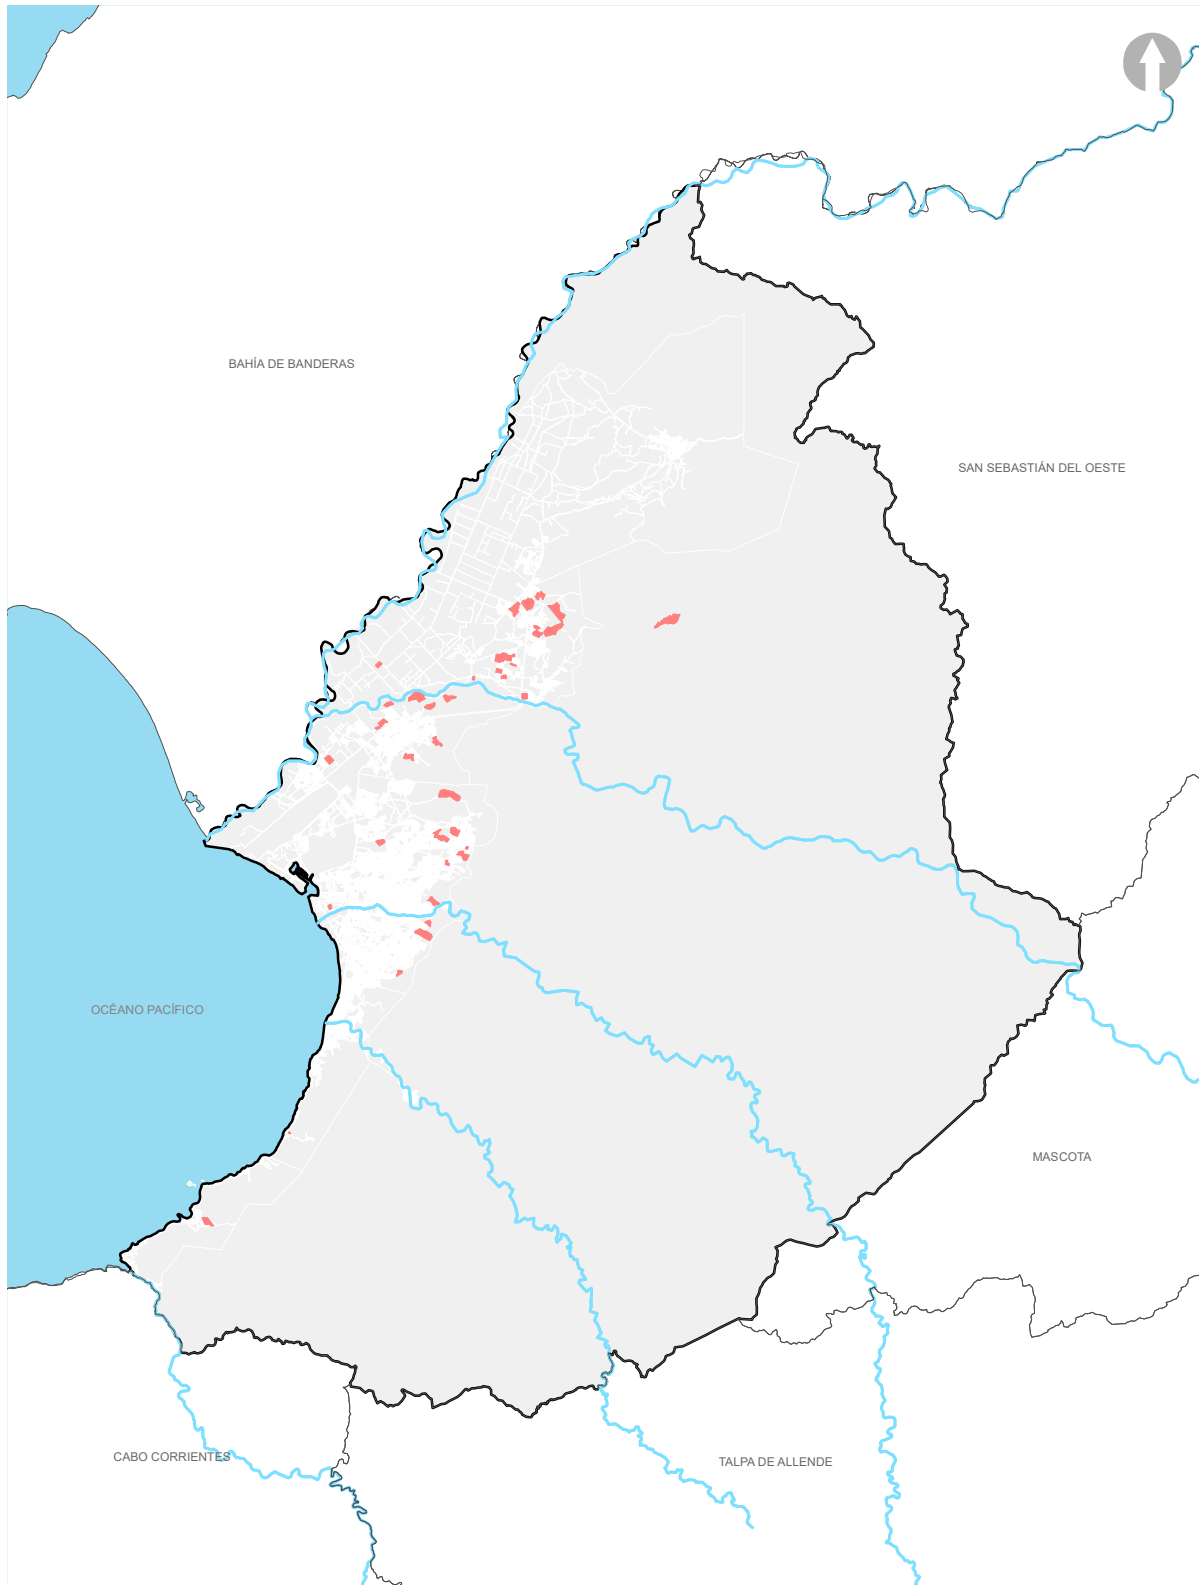 BAHÍA DE BANDERAS
SAN SEBASTIÁN DEL OESTE
OCÉANO PACÍFICO
MASCOTA
CABO CORRIENTES
TALPA DE ALLENDE